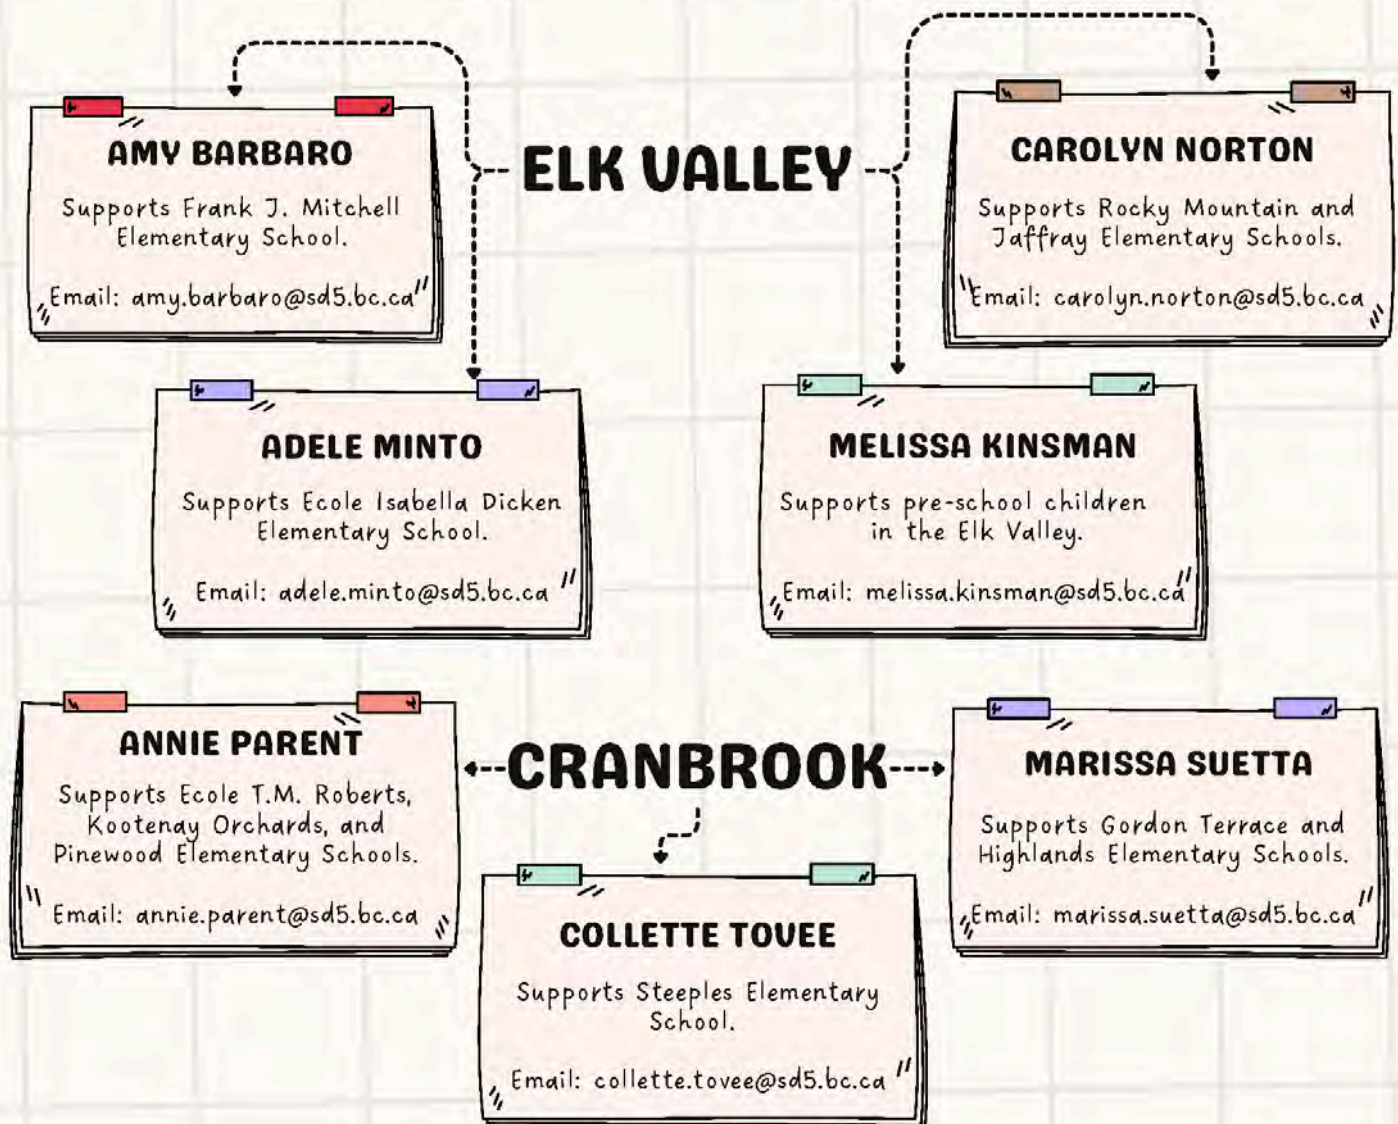 ELK VALLEY
AMY BARBARO
Supports Frank J. Mitchell
Elementary School.
Email: amy.barbaro@sd5.bc.ca
CAROLYN NORTON
Supports Rocky Mountain and
Jaffray Elementary Schools.
Email: carolyn.norton@sd5.bc.ca
ADELE MINTO
Supports Ecole Isabella Dicken
Elementary School.
Email: adele.minto@sd5.bc.ca
MELISSA KINSMAN
Supports pre-school children
in the Elk Valley.
Email: melissa.kinsman@sd5.bc.ca
CRANBROOK
ANNIE PARENT
Supports Ecole T.M. Roberts,
Kootenay Orchards, and
Pinewood Elementary Schools.
Email: annie.parent@sd5.bc.ca
MARISSA SUETTA
Supports Gordon Terrace and
Highlands Elementary Schools.
Email: marissa.suetta@sd5.bc.ca
COLLETTE TOVEE
Supports Steeples Elementary
School.
Email: collette.tovee@sd5.bc.ca